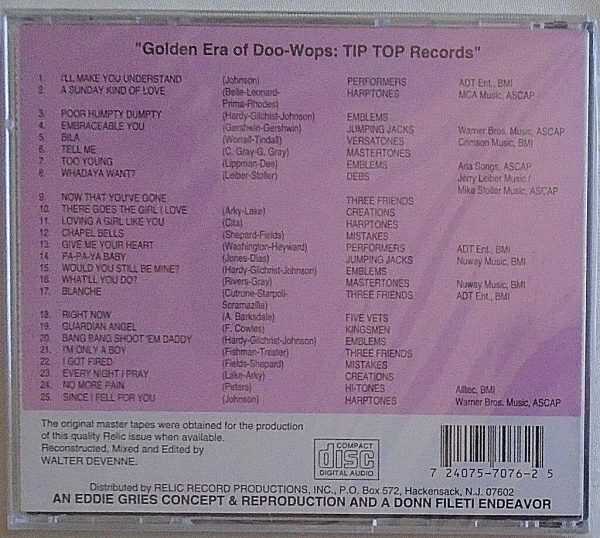 "Golden Era of Doo-Wops: TIP TOP Records"
1. I'LL MAKE YOU UNDERSTAND (Johnson) PERFORMERS ADT Ent., BMI
2. A SUNDAY KIND OF LOVE (Belle-Leonard- HARPTONES MCA Music, ASCAP
Prima-Rhodes)
3. POOR HUMPTY DUMPTY (Hardy-Gilchist-Johnson) EMBLEMS
4. EMBRACEABLE YOU (Gershwin-Gershwin) JUMPING JACKS Warner Bros. Music, ASCAP
5. BILA (Worrall-Tindall) VERSATONES Crimson Music, BMI
6. TELL ME (C. Gray-G. Gray) MASTERTONES
7. TOO YOUNG (Lippman-Dee) EMBLEMS Aria Songs, ASCAP
8. WHADAYA WANT? (Leiber-Stoller) DEBS Jerry Leiber Music /
Mike Stoller Music, ASCAP
9. NOW THAT YOU'VE GONE THREE FRIENDS
10. THERE GOES THE GIRL I LOVE (Arky-Lake) CREATIONS
11. LOVING A GIRL LIKE YOU (Cita) HARPTONES
12. CHAPEL BELLS (Shepard-Fields) MISTAKES
13. GIVE ME YOUR HEART (Washington-Heyward) PERFORMERS ADT Ent., BMI
14. PA-PA-YA BABY (Jones-Dias) JUMPING JACKS Nuway Music, BMI
15. WOULD YOU STILL BE MINE? (Hardy-Gilchrist-Johnson) EMBLEMS
16. WHAT'LL YOU DO? (Rivers-Gray) MASTERTONES Nuway Music, BMI
17. BLANCHE (Cutrone-Starpoli- THREE FRIENDS ADT Ent., BMI
Scramazille)
18. RIGHT NOW (A. Barksdale) FIVE VETS
19. GUARDIAN ANGEL (F. Cowles) KINGSMEN
20. BANG BANG SHOOT 'EM DADDY (Hardy-Gilchrist-Johnson) EMBLEMS
21. I'M ONLY A BOY (Fishman-Treater) THREE FRIENDS
22. I GOT FIRED (Fields-Shepard) MISTAKES
23. EVERY NIGHT I PRAY (Lake-Arky) CREATIONS
24. NO MORE PAIN (Peters) HI-TONES Alltec, BMI
25. SINCE I FELL FOR YOU (Johnson) HARPTONES Warner Bros. Music, ASCAP
The original master tapes were obtained for the production
of this quality Relic issue when available.
Reconstructed, Mixed and Edited by
WALTER DEVENNE.
COMPACT
disc
DIGITAL AUDIO
7 24075-7076-2 5
Distributed by RELIC RECORD PRODUCTIONS, INC., P.O. Box 572, Hackensack, N.J. 07602
AN EDDIE GRIES CONCEPT & REPRODUCTION AND A DONN FILETI ENDEAVOR